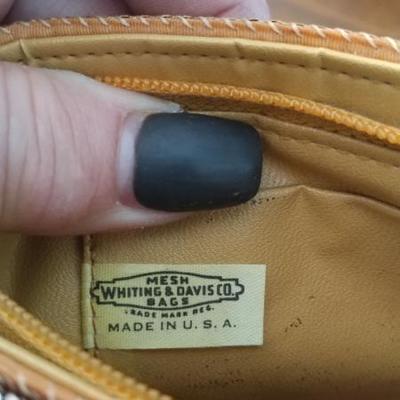 MESH
WHITING & DAVIS CO.
BAGS
TRADE MARK REG.
MADE IN U.S.A.